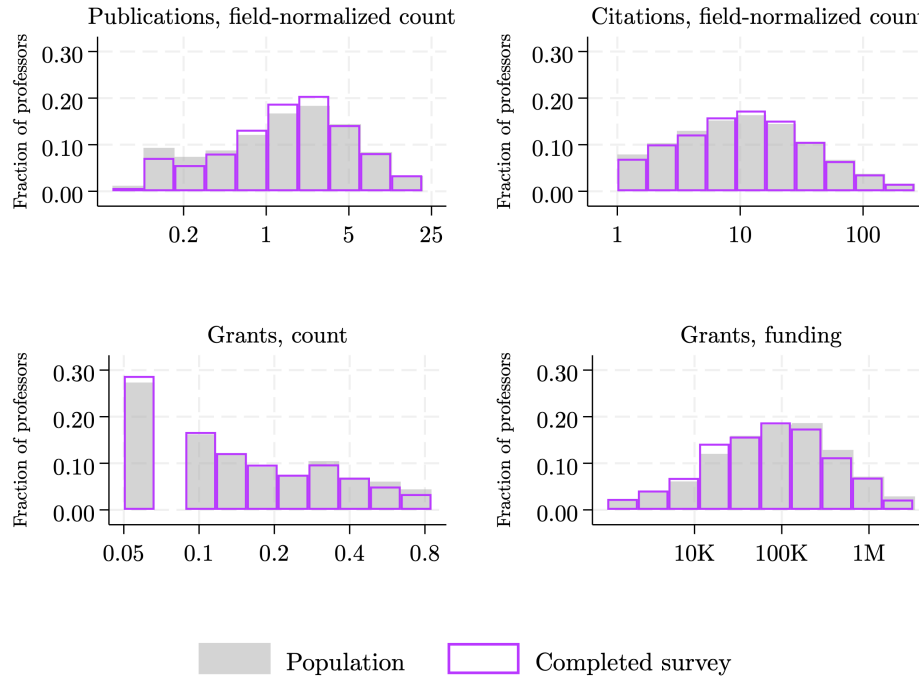 Publications, field-normalized count
Fraction of professors
0.30
0.20
0.10
0.00
0.2 1 5 25
Citations, field-normalized count
Fraction of professors
0.30
0.20
0.10
0.00
1 10 100
Grants, count
Fraction of professors
0.30
0.20
0.10
0.00
0.05 0.1 0.2 0.4 0.8
Grants, funding
Fraction of professors
0.30
0.20
0.10
0.00
10K 100K 1M
Population Completed survey